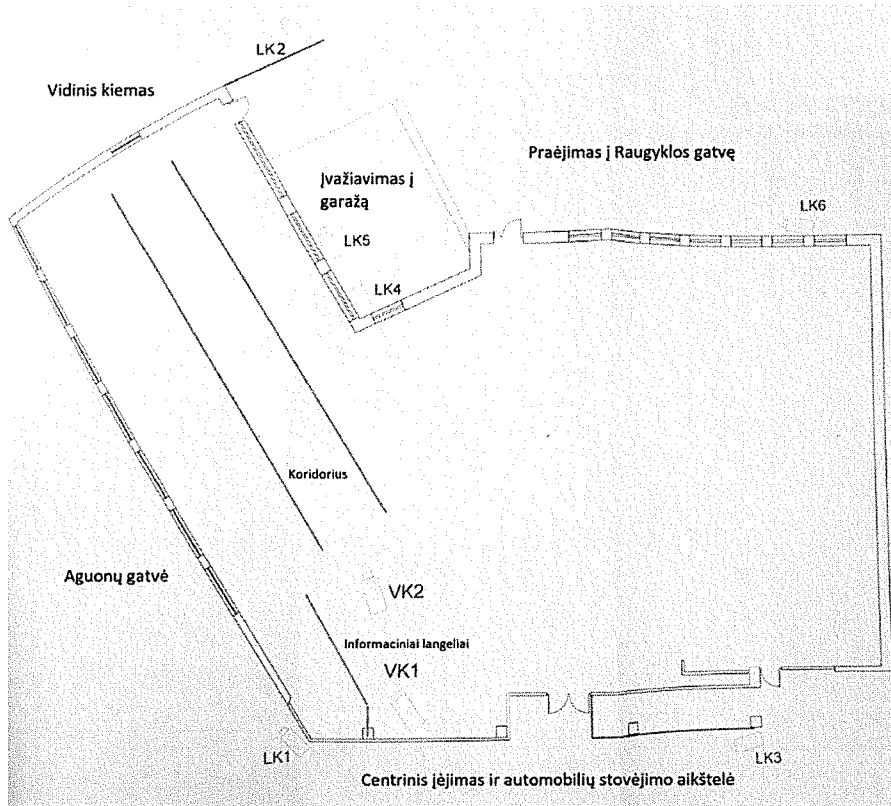 LK2
Vidinis kiemas
Praėjimas į Raugyklos gatvę
Įvažiavimas į
garažą
LK6
LK5
LK4
Koridorius
Aguonų gatvė
VK2
Informaciniai langeliai
VK1
LK1
LK3
Centrinis įėjimas ir automobilių stovėjimo aikštelė